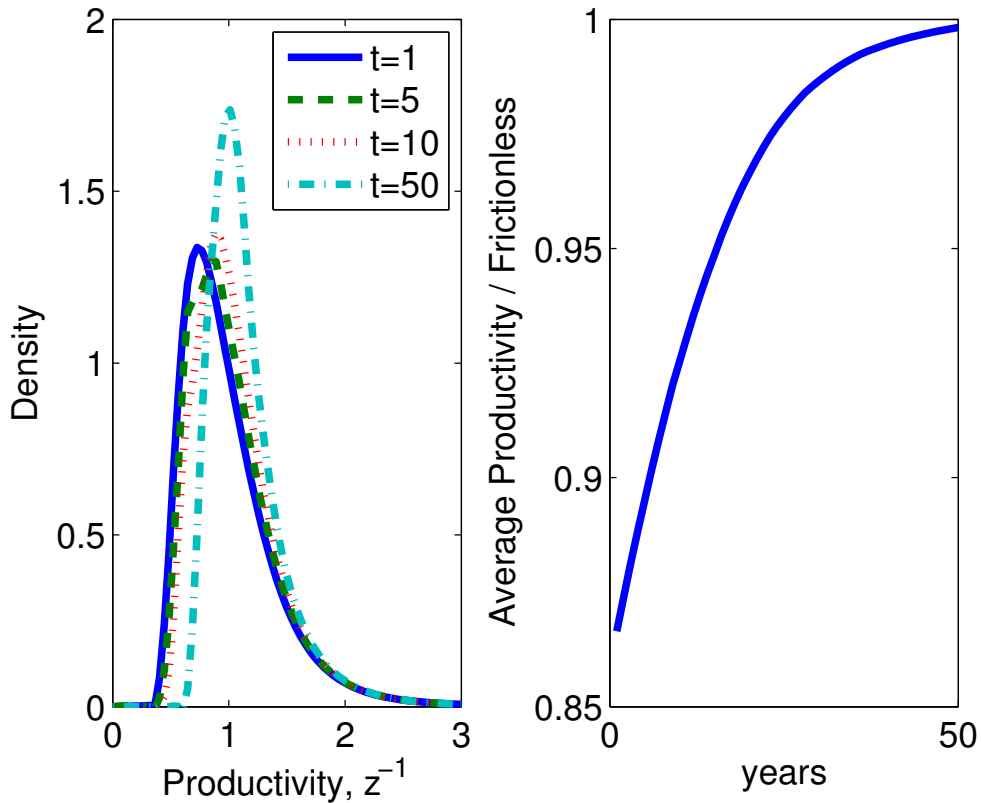 2
1.5
1
0.5
0
Density
0 1 2 3
Productivity, z⁻¹
t=1
t=5
t=10
t=50
1
0.95
0.9
0.85
Average Productivity / Frictionless
0 50
years